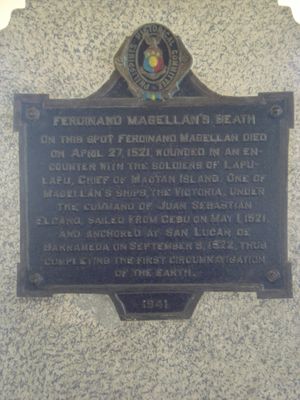 PHILIPPINES HISTORICAL COMMITTEE
FERDINAND MAGELLAN'S DEATH
ON THIS SPOT FERDINAND MAGELLAN DIED
ON APRIL 27, 1521, WOUNDED IN AN EN-
COUNTER WITH THE SOLDIERS OF LAPU-
LAPU, CHIEF OF MACTAN ISLAND. ONE OF
MAGELLAN'S SHIPS, THE VICTORIA, UNDER
THE COMMAND OF JUAN SEBASTIAN
ELCANO, SAILED FROM CEBU ON MAY 1, 1521,
AND ANCHORED AT SAN LUCAR DE
BARRAMEDA ON SEPTEMBER 6, 1522, THUS
COMPLETING THE FIRST CIRCUMNAVIGATION
OF THE EARTH.
1941